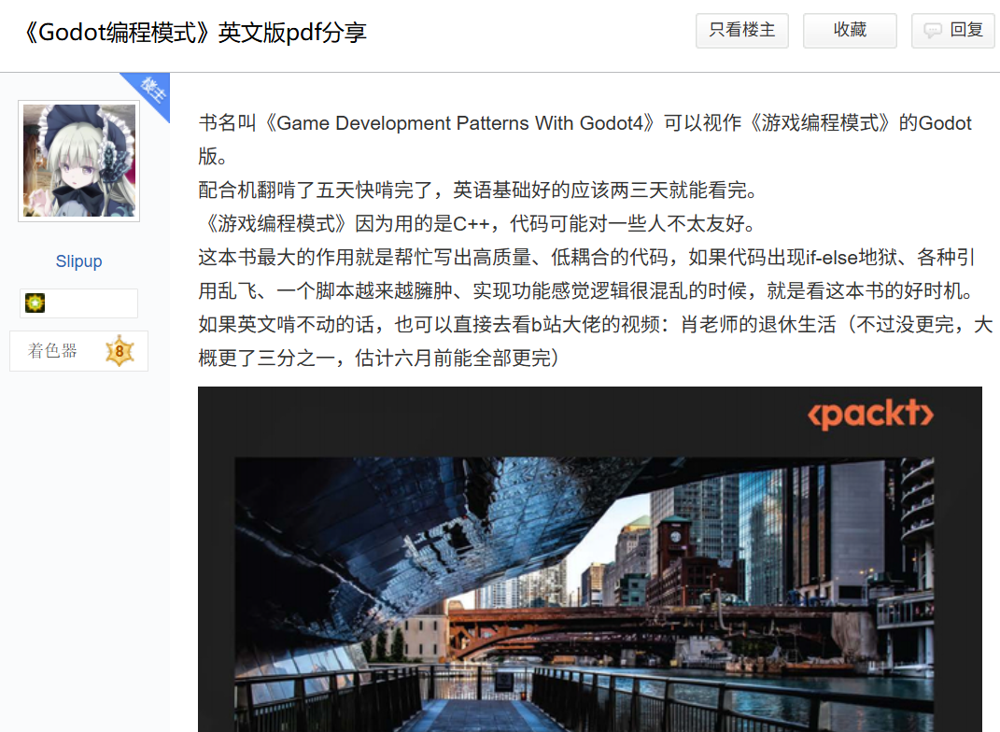 《Godot编程模式》英文版pdf分享
只看楼主
收藏
回复
楼主
书名叫《Game Development Patterns With Godot4》可以视作《游戏编程模式》的Godot
版。
配合机翻啃了五天快啃完了，英语基础好的应该两三天就能看完。
《游戏编程模式》因为用的是C++，代码可能对一些人不太友好。
这本书最大的作用就是帮忙写出高质量、低耦合的代码，如果代码出现if-else地狱、各种引
用乱飞、一个脚本越来越臃肿、实现功能感觉逻辑很混乱的时候，就是看这本书的好时机。
如果英文啃不动的话，也可以直接去看b站大佬的视频：肖老师的退休生活（不过没更完，大
概更了三分之一，估计六月前能全部更完）
Slipup
着色器 8
<packt>